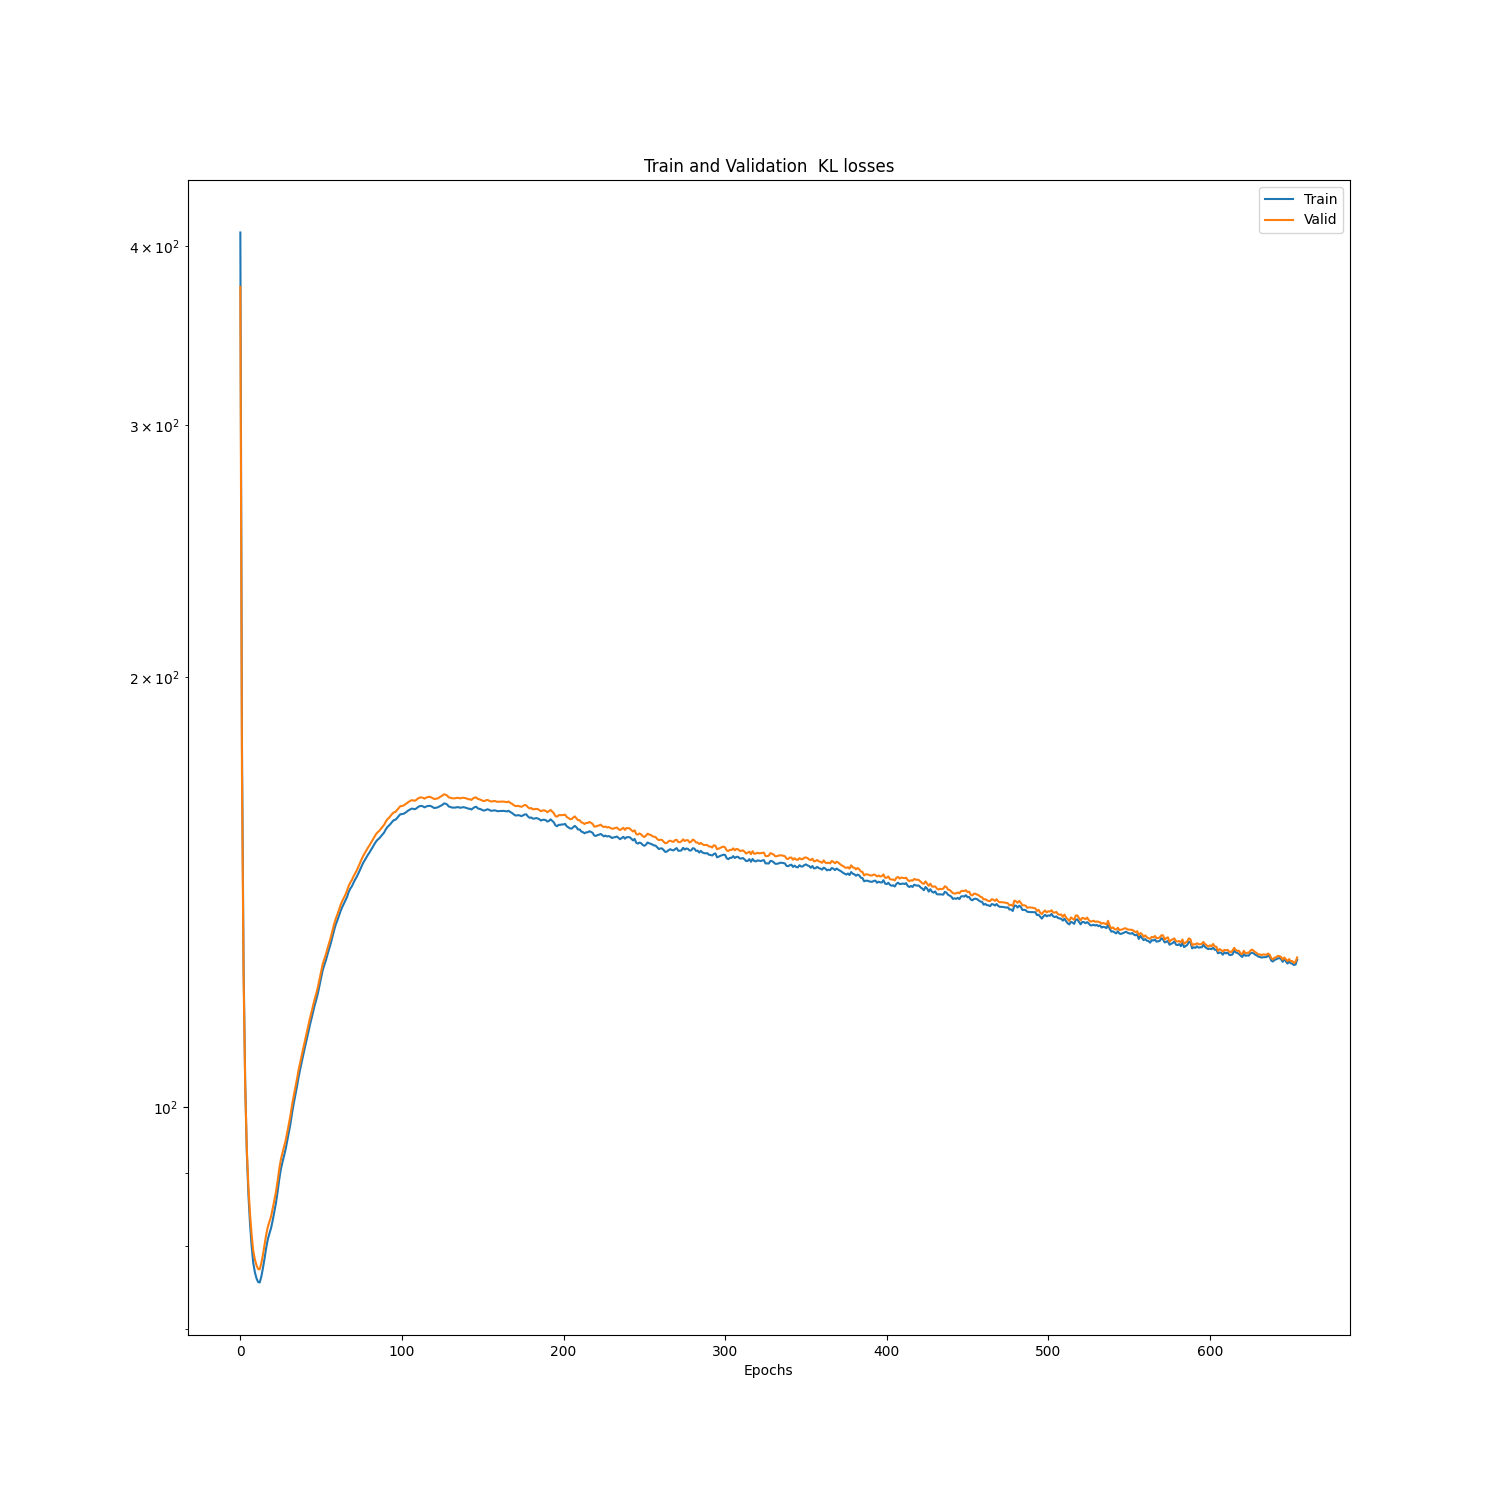 Train and Validation  KL losses
Train
Valid
4 × 10²
3 × 10²
2 × 10²
10²
0 100 200 300 400 500 600
Epochs